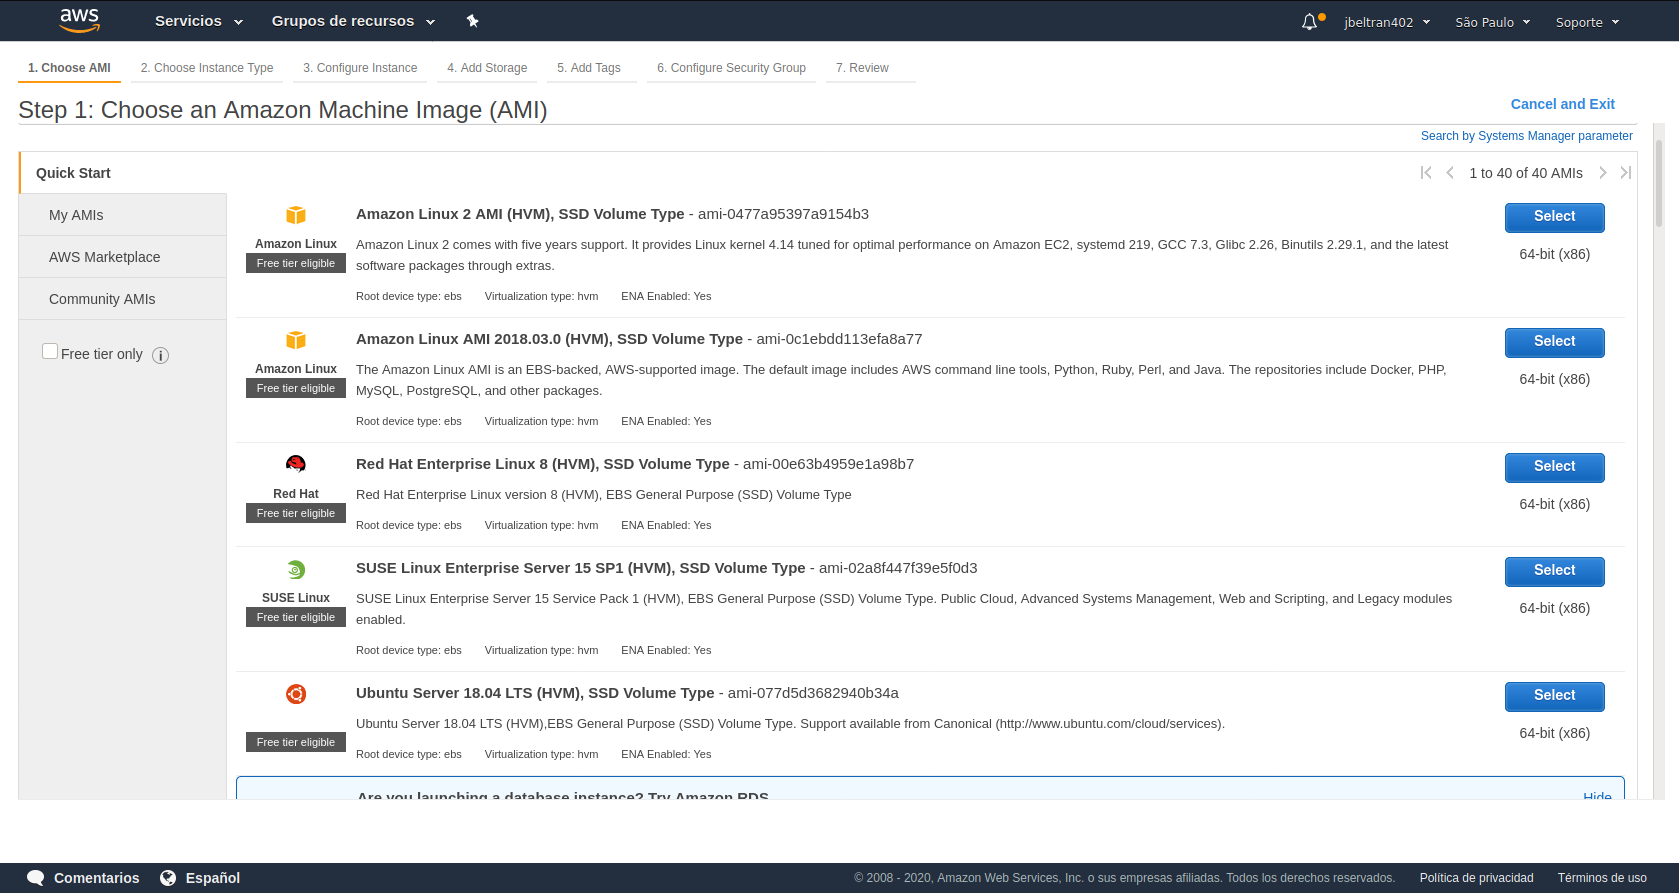 aws
Servicios
Grupos de recursos
jbeltran402
São Paulo
Soporte
1. Choose AMI
2. Choose Instance Type
3. Configure Instance
4. Add Storage
5. Add Tags
6. Configure Security Group
7. Review
Step 1: Choose an Amazon Machine Image (AMI)
Cancel and Exit
Search by Systems Manager parameter
Quick Start
My AMIs
AWS Marketplace
Community AMIs
Free tier only
1 to 40 of 40 AMIs
Amazon Linux
Free tier eligible
Amazon Linux 2 AMI (HVM), SSD Volume Type - ami-0477a95397a9154b3
Amazon Linux 2 comes with five years support. It provides Linux kernel 4.14 tuned for optimal performance on Amazon EC2, systemd 219, GCC 7.3, Glibc 2.26, Binutils 2.29.1, and the latest
software packages through extras.
Root device type: ebs Virtualization type: hvm ENA Enabled: Yes
Select
64-bit (x86)
Amazon Linux
Free tier eligible
Amazon Linux AMI 2018.03.0 (HVM), SSD Volume Type - ami-0c1ebdd113efa8a77
The Amazon Linux AMI is an EBS-backed, AWS-supported image. The default image includes AWS command line tools, Python, Ruby, Perl, and Java. The repositories include Docker, PHP,
MySQL, PostgreSQL, and other packages.
Root device type: ebs Virtualization type: hvm ENA Enabled: Yes
Select
64-bit (x86)
Red Hat
Free tier eligible
Red Hat Enterprise Linux 8 (HVM), SSD Volume Type - ami-00e63b4959e1a98b7
Red Hat Enterprise Linux version 8 (HVM), EBS General Purpose (SSD) Volume Type
Root device type: ebs Virtualization type: hvm ENA Enabled: Yes
Select
64-bit (x86)
SUSE Linux
Free tier eligible
SUSE Linux Enterprise Server 15 SP1 (HVM), SSD Volume Type - ami-02a8f447f39e5f0d3
SUSE Linux Enterprise Server 15 Service Pack 1 (HVM), EBS General Purpose (SSD) Volume Type. Public Cloud, Advanced Systems Management, Web and Scripting, and Legacy modules
enabled.
Root device type: ebs Virtualization type: hvm ENA Enabled: Yes
Select
64-bit (x86)
Free tier eligible
Ubuntu Server 18.04 LTS (HVM), SSD Volume Type - ami-077d5d3682940b34a
Ubuntu Server 18.04 LTS (HVM),EBS General Purpose (SSD) Volume Type. Support available from Canonical (http://www.ubuntu.com/cloud/services).
Root device type: ebs Virtualization type: hvm ENA Enabled: Yes
Select
64-bit (x86)
Are you launching a database instance? Try Amazon RDS
Hide
Comentarios
Español
© 2008 - 2020, Amazon Web Services, Inc. o sus empresas afiliadas. Todos los derechos reservados.
Política de privacidad
Términos de uso